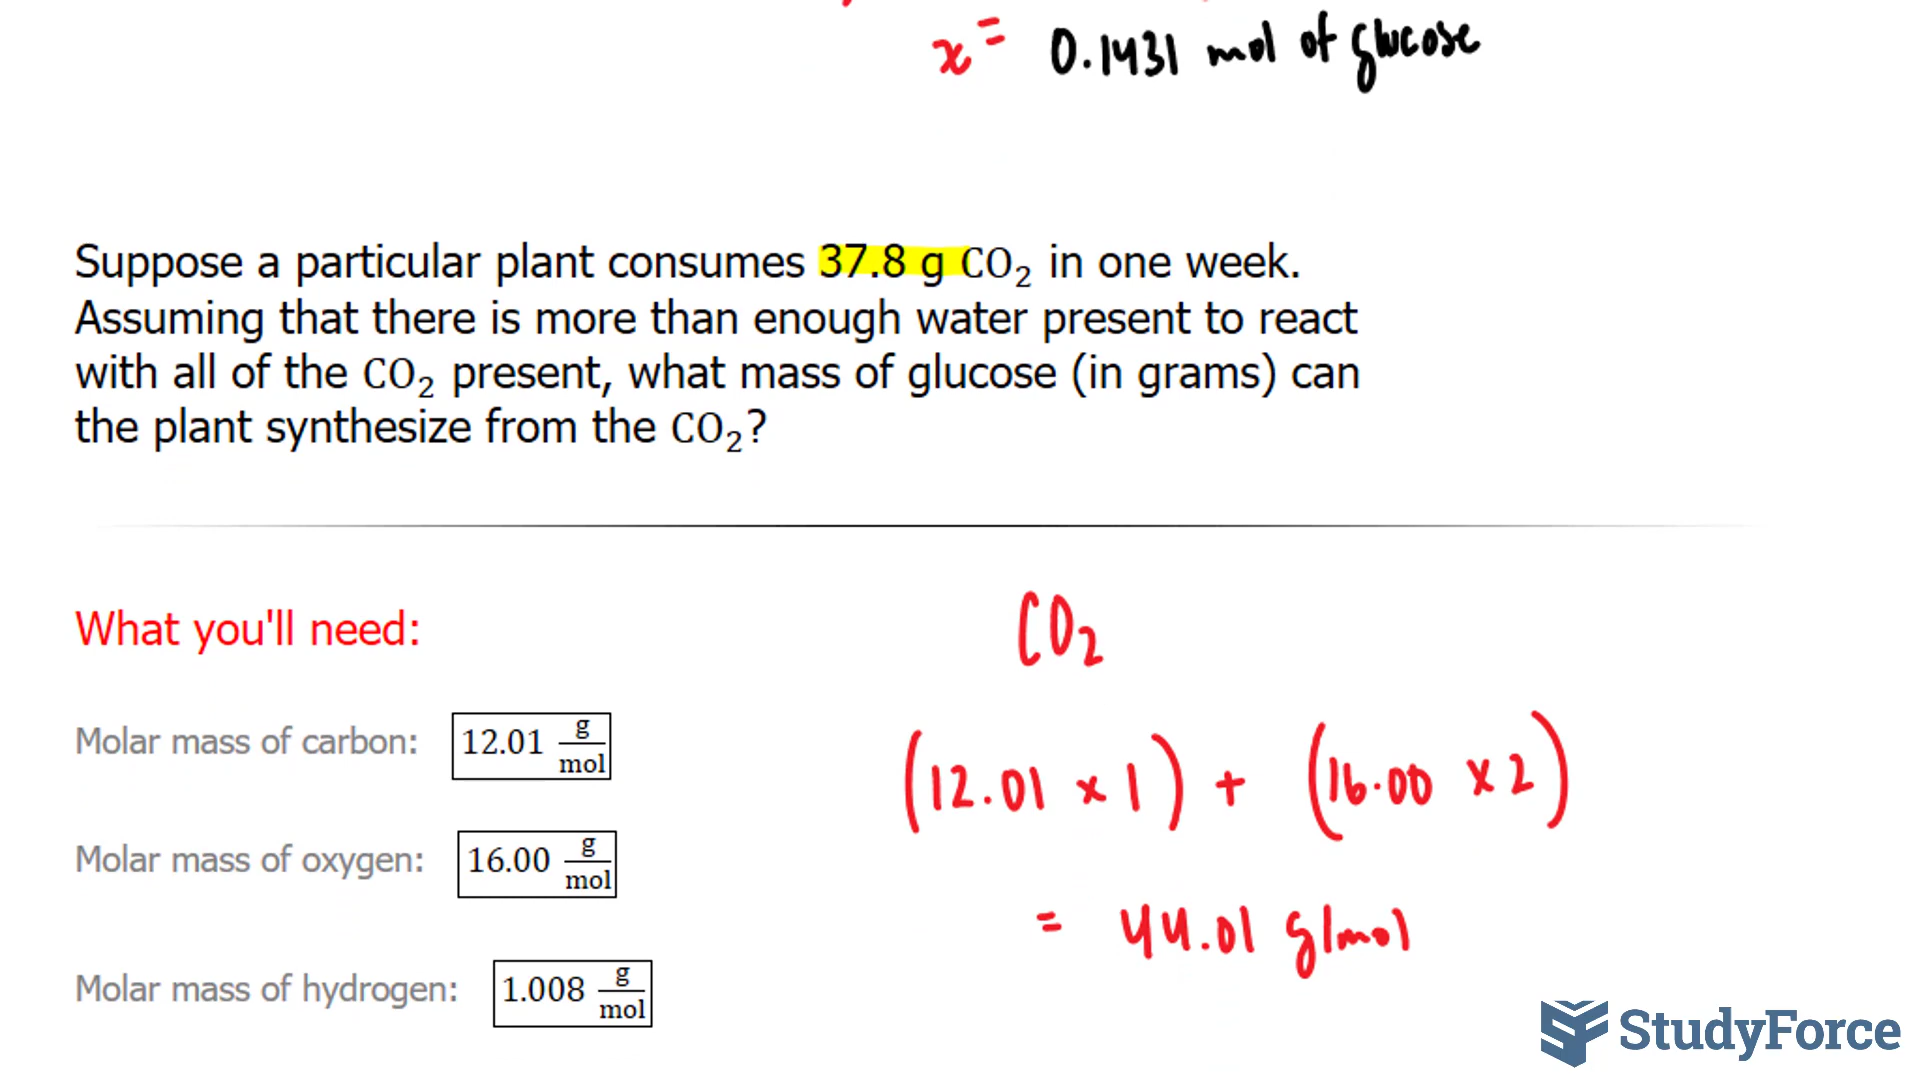 x = 0.1431 mol of glucose
Suppose a particular plant consumes 37.8 g CO₂ in one week.
Assuming that there is more than enough water present to react
with all of the CO₂ present, what mass of glucose (in grams) can
the plant synthesize from the CO₂?
What you'll need:
CO₂
Molar mass of carbon: 12.01 g/mol
(12.01 x 1) + (16.00 x 2)
Molar mass of oxygen: 16.00 g/mol
= 44.01 g/mol
Molar mass of hydrogen: 1.008 g/mol
StudyForce